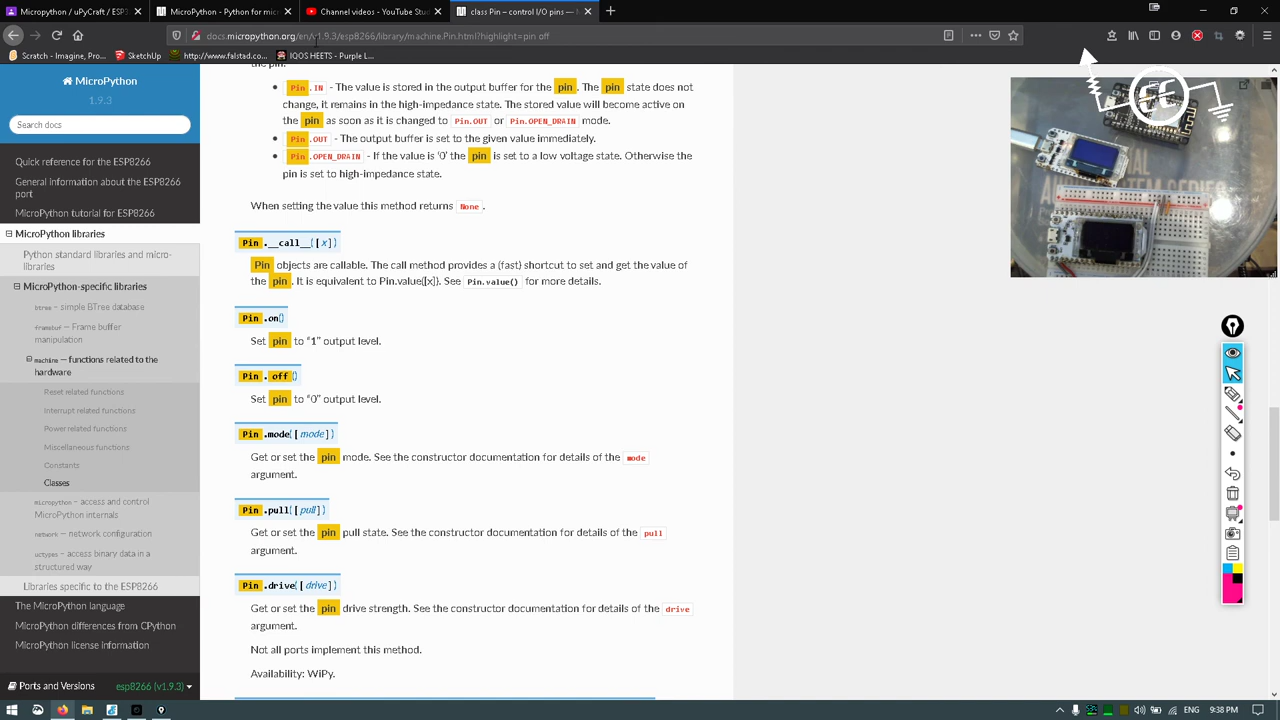 Micropython / uPyCraft / ESP
MicroPython - Python for mic
Channel videos - YouTube Stud
class Pin – control I/O pins —
docs.micropython.org/en/v1.9.3/esp8266/library/machine.Pin.html?highlight=pin off
Scratch - Imagine, Pro...
SketchUp
http://www.falstad.co...
IQOS HEETS - Purple L...
MicroPython
1.9.3
Search docs
Quick reference for the ESP8266
General information about the ESP8266
port
MicroPython tutorial for ESP8266
MicroPython libraries
Python standard libraries and micro-
libraries
MicroPython-specific libraries
btree – simple BTree database
framebuf – Frame buffer
manipulation
machine — functions related to the
hardware
Reset related functions
Interrupt related functions
Power related functions
Miscellaneous functions
Constants
Classes
micropython – access and control
MicroPython internals
network – network configuration
uctypes – access binary data in a
structured way
Libraries specific to the ESP8266
The MicroPython language
MicroPython differences from CPython
MicroPython license information
Ports and Versions
esp8266 (v1.9.3)
the pin.
Pin.IN - The value is stored in the output buffer for the pin. The pin state does not
change, it remains in the high-impedance state. The stored value will become active on
the pin as soon as it is changed to Pin.OUT or Pin.OPEN_DRAIN mode.
Pin.OUT - The output buffer is set to the given value immediately.
Pin.OPEN_DRAIN - If the value is ‘0’ the pin is set to a low voltage state. Otherwise the
pin is set to high-impedance state.
When setting the value this method returns None.
Pin.__call__([x])
Pin objects are callable. The call method provides a (fast) shortcut to set and get the value of
the pin. It is equivalent to Pin.value([x]). See Pin.value() for more details.
Pin.on()
Set pin to “1” output level.
Pin.off()
Set pin to “0” output level.
Pin.mode([mode])
Get or set the pin mode. See the constructor documentation for details of the mode
argument.
Pin.pull([pull])
Get or set the pin pull state. See the constructor documentation for details of the pull
argument.
Pin.drive([drive])
Get or set the pin drive strength. See the constructor documentation for details of the drive
argument.
Not all ports implement this method.
Availability: WiPy.
9:38 PM